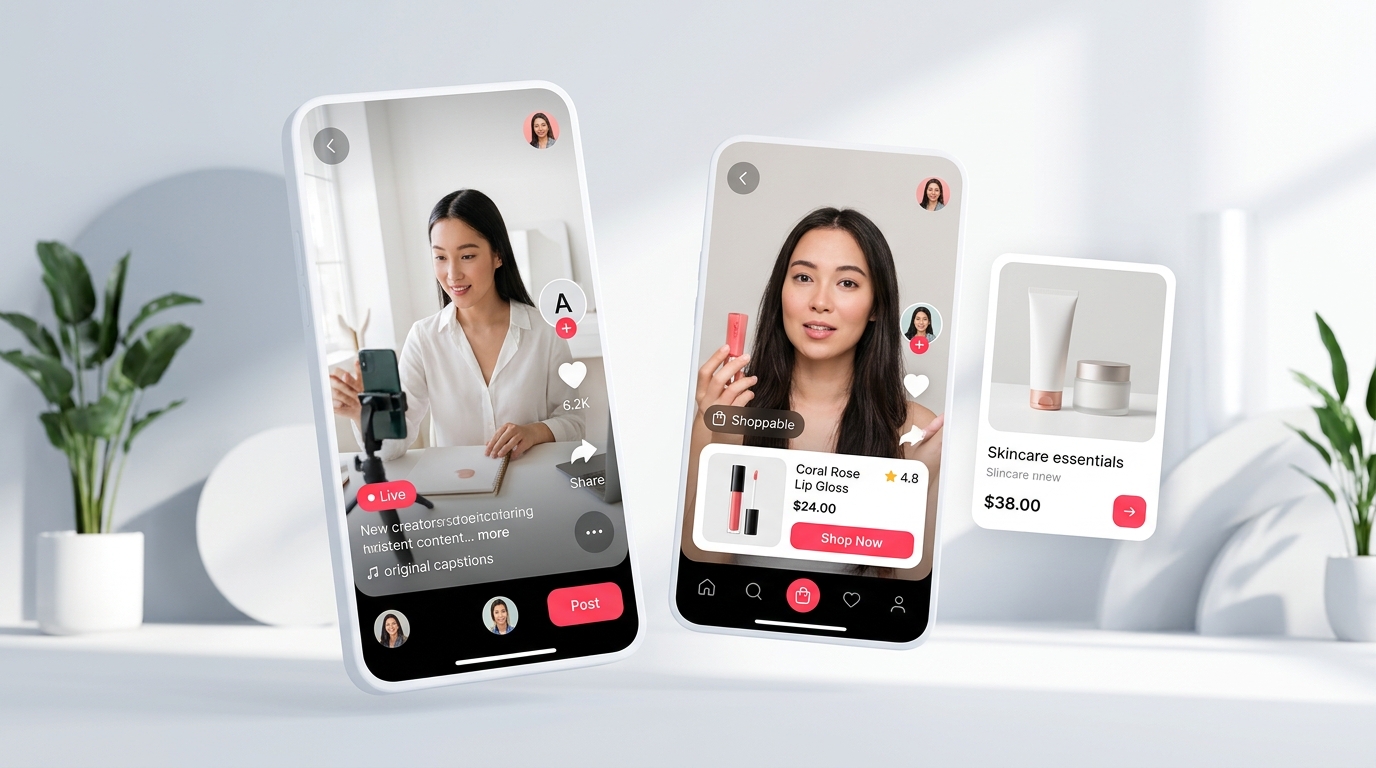 A
6.2K
Share
Live
New
content... more
original
Post
Shoppable
Coral Rose
4.8
Lip Gloss
$24.00
Shop Now
Skincare essentials
$38.00